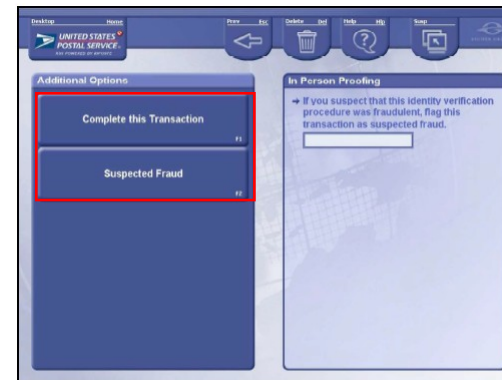 Desktop Home
Prev Esc
Delete Del
Help Hlp
Susp
UNITED STATES
POSTAL SERVICE
Additional Options
Complete this Transaction
F1
Suspected Fraud
F2
In Person Proofing
If you suspect that this identity verification
procedure was fraudulent, flag this
transaction as suspected fraud.